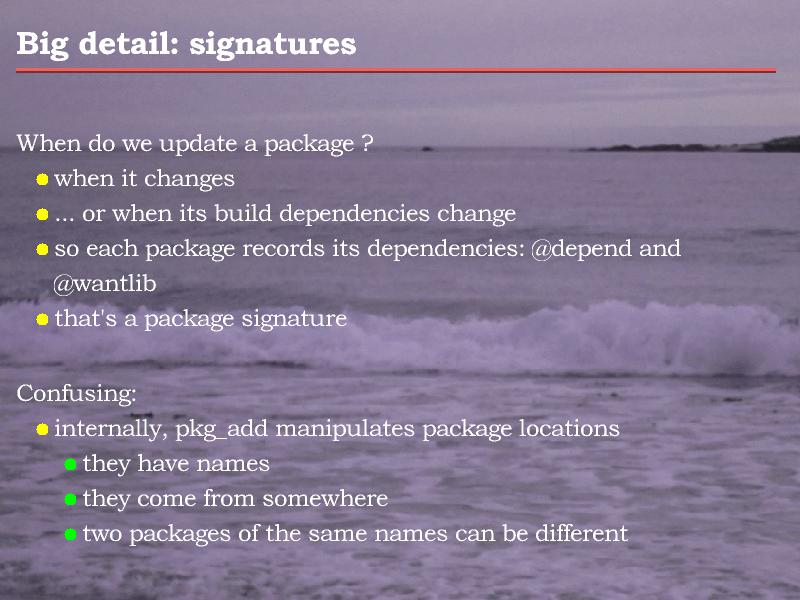 Big detail: signatures
When do we update a package ?
when it changes
... or when its build dependencies change
so each package records its dependencies: @depend and
@wantlib
that's a package signature
Confusing:
internally, pkg_add manipulates package locations
they have names
they come from somewhere
two packages of the same names can be different